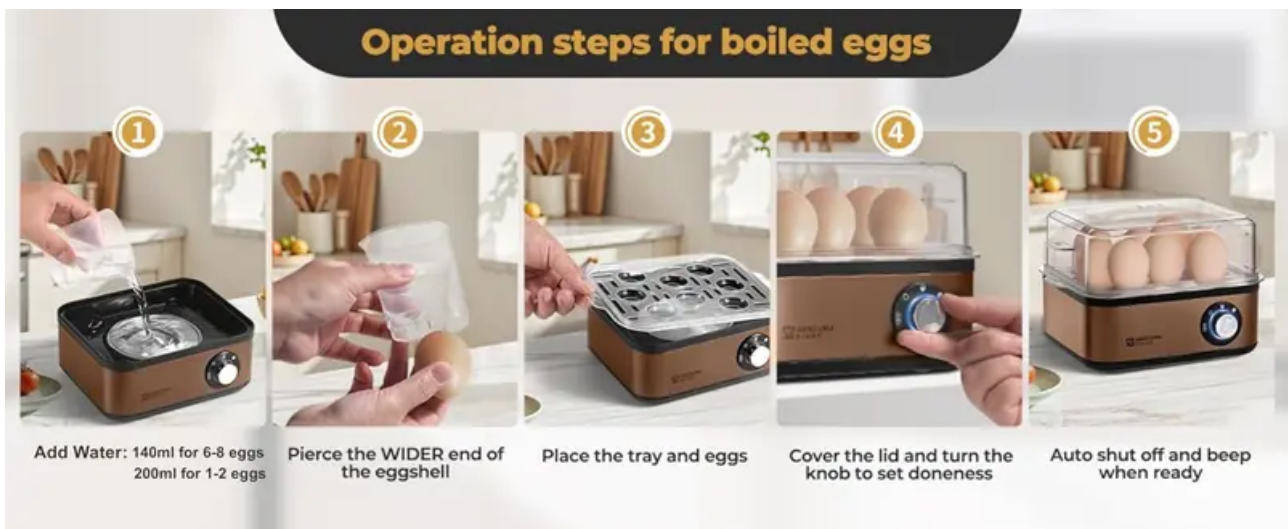 Operation steps for boiled eggs
1
2
3
4
5
Add Water: 140ml for 6-8 eggs
200ml for 1-2 eggs
Pierce the WIDER end of
the eggshell
Place the tray and eggs
Cover the lid and turn the
knob to set doneness
Auto shut off and beep
when ready